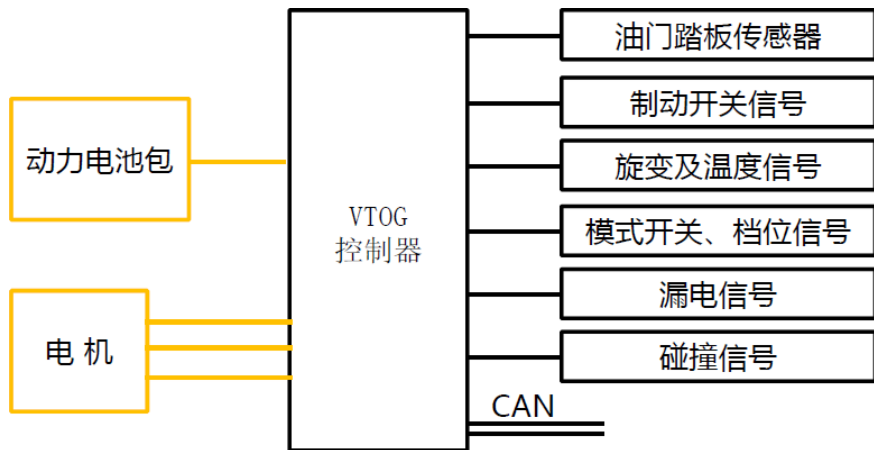 动力电池包
电 机
VTOG
控制器
油门踏板传感器
制动开关信号
旋变及温度信号
模式开关、档位信号
漏电信号
碰撞信号
CAN